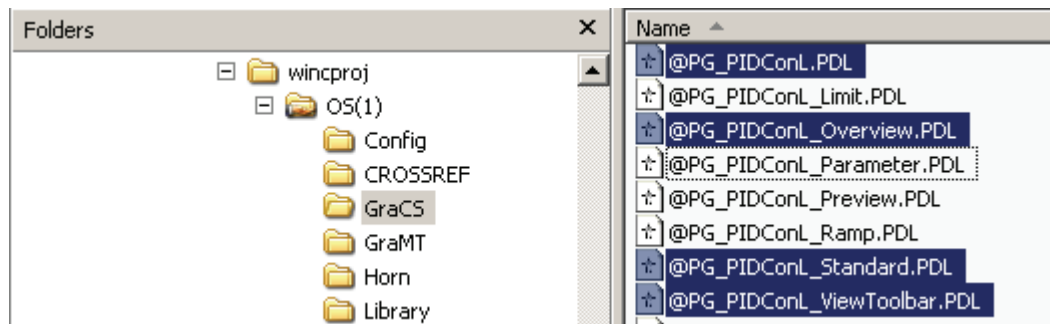 Folders
wincproj
OS(1)
Config
CROSSREF
GraCS
GraMT
Horn
Library
Name
@PG_PIDConL.PDL
@PG_PIDConL_Limit.PDL
@PG_PIDConL_Overview.PDL
@PG_PIDConL_Parameter.PDL
@PG_PIDConL_Preview.PDL
@PG_PIDConL_Ramp.PDL
@PG_PIDConL_Standard.PDL
@PG_PIDConL_ViewToolbar.PDL